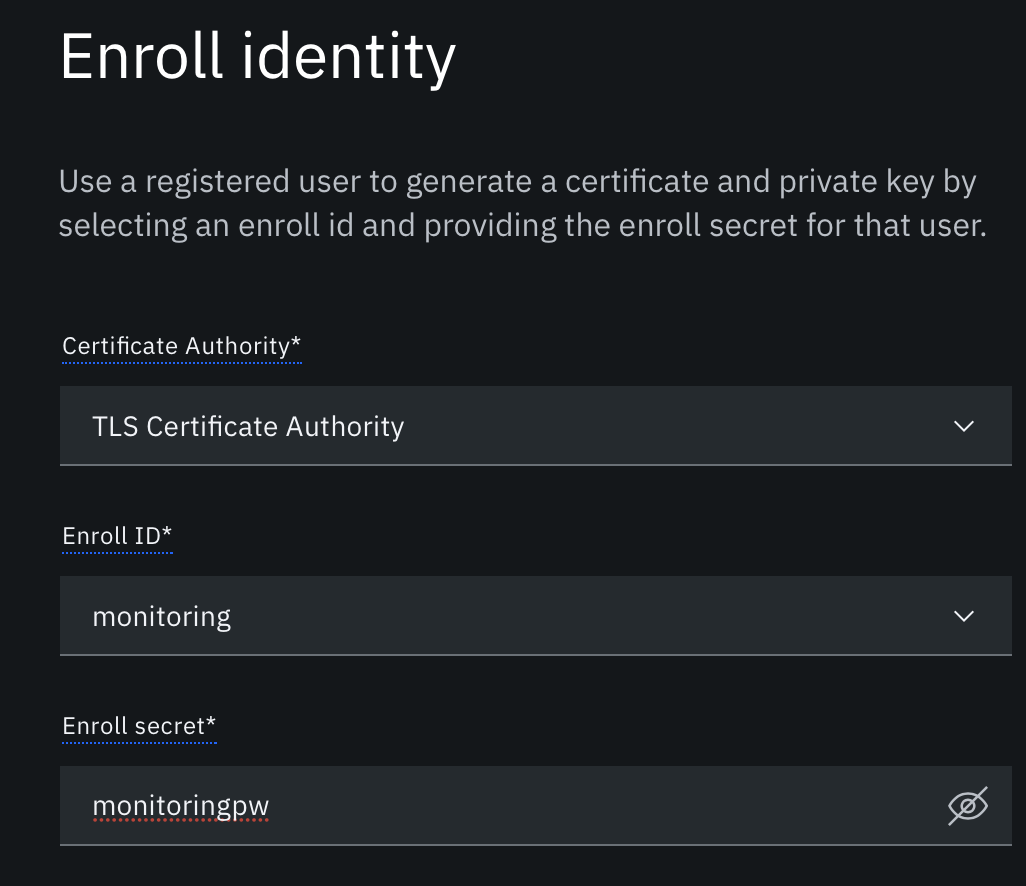 Enroll identity
Use a registered user to generate a certificate and private key by
selecting an enroll id and providing the enroll secret for that user.
Certificate Authority*
TLS Certificate Authority
Enroll ID*
monitoring
Enroll secret*
monitoringpw